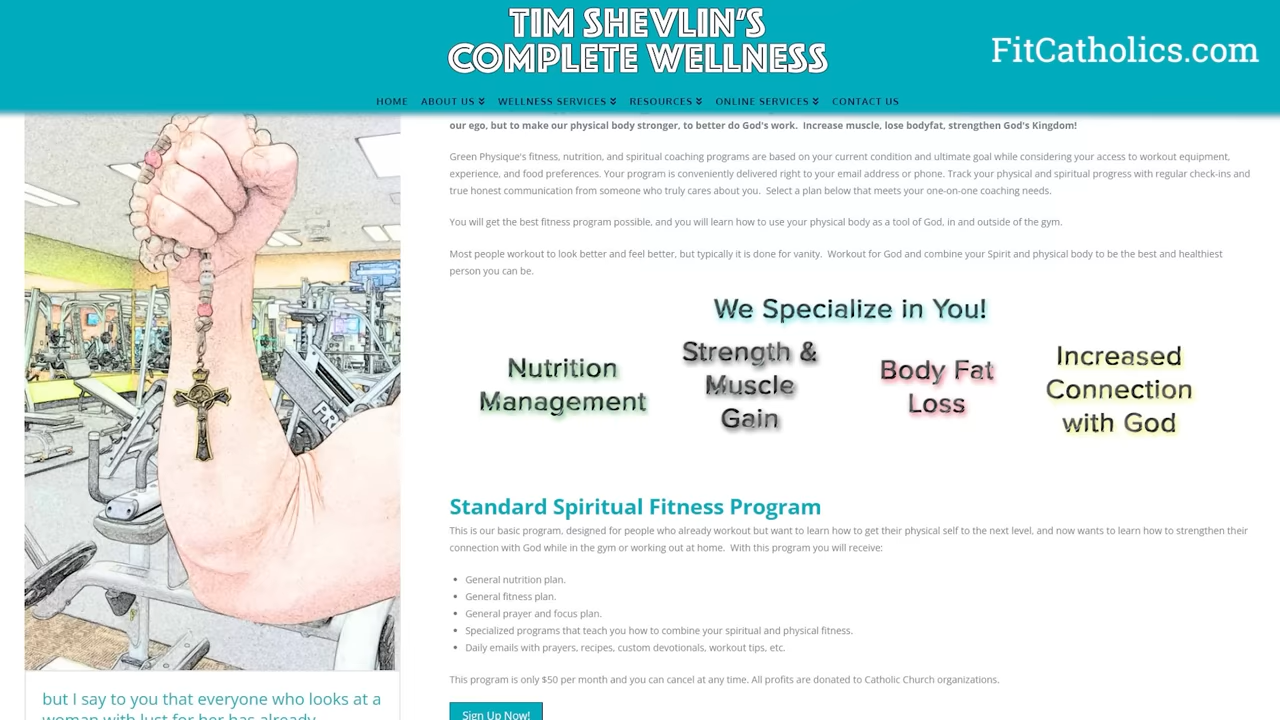 TIM SHEVLIN'S
COMPLETE WELLNESS
FitCatholics.com
HOME ABOUT US WELLNESS SERVICES RESOURCES ONLINE SERVICES CONTACT US
our ego, but to make our physical body stronger, to better do God's work. Increase muscle, lose bodyfat, strengthen God's Kingdom!
Green Physique's fitness, nutrition, and spiritual coaching programs are based on your current condition and ultimate goal while considering your access to workout equipment,
experience, and food preferences. Your program is conveniently delivered right to your email address or phone. Track your physical and spiritual progress with regular check-ins and
true honest communication from someone who truly cares about you. Select a plan below that meets your one-on-one coaching needs.
You will get the best fitness program possible, and you will learn how to use your physical body as a tool of God, in and outside of the gym.
Most people workout to look better and feel better, but typically it is done for vanity. Workout for God and combine your Spirit and physical body to be the best and healthiest
person you can be.
We Specialize in You!
Nutrition
Management
Strength &
Muscle
Gain
Body Fat
Loss
Increased
Connection
with God
Standard Spiritual Fitness Program
This is our basic program, designed for people who already workout but want to learn how to get their physical self to the next level, and now wants to learn how to strengthen their
connection with God while in the gym or working out at home. With this program you will receive:
General nutrition plan.
General fitness plan.
General prayer and focus plan.
Specialized programs that teach you how to combine your spiritual and physical fitness.
Daily emails with prayers, recipes, custom devotionals, workout tips, etc.
This program is only $50 per month and you can cancel at any time. All profits are donated to Catholic Church organizations.
Sign Up Now!
but I say to you that everyone who looks at a
woman with lust for her has already